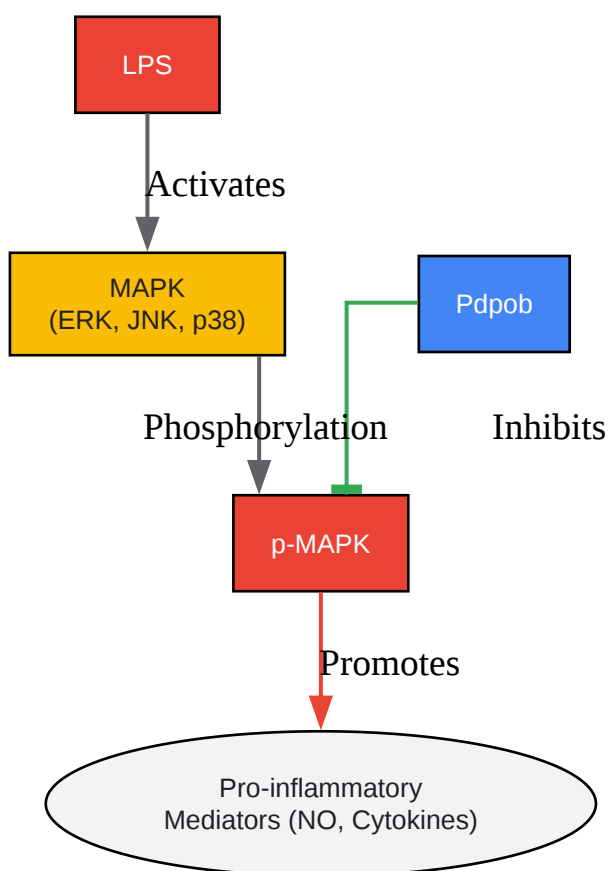 LPS
Activates
MAPK
(ERK, JNK, p38)
Pdpob
Phosphorylation
Inhibits
p-MAPK
Promotes
Pro-inflammatory
Mediators (NO, Cytokines)